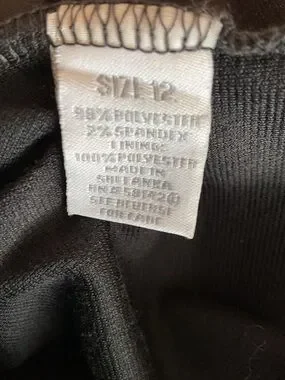 SIZE 12
98% POLYESTER
2% SPANDEX
LINING:
100% POLYESTER
MADE IN
SRI LANKA
SEE REVERSE
FOR CARE